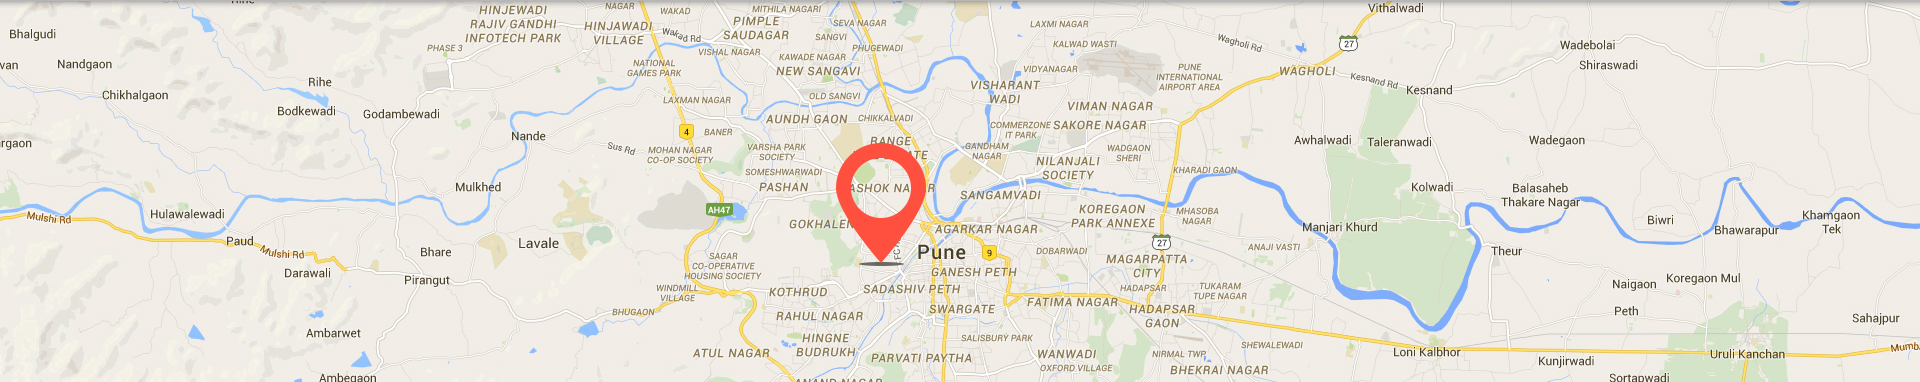 HINJEWADI
RAJIV GANDHI
INFOTECH PARK
NAGAR
WAKAD
MITHILA NAGARI
HINJAWADI
VILLAGE
Wakad Rd
PIMPLE
SAUDAGAR
SEVA NAGAR
SANGVI
LAXMI NAGAR
Vithalwadi
Bhalgudi
PHASE 3
VISHAL NAGAR
PHUGEWADI
KALWAD WASTI
Wagholi Rd
27
Wadebolai
Nandgaon
KAWADE NAGAR
NEW SANGAVI
NATIONAL
GAMES PARK
VIDYANAGAR
PUNE
INTERNATIONAL
AIRPORT AREA
WAGHOLI
Shiraswadi
Rihe
Kesnand Rd
Kesnand
Chikhalgaon
VISHARANT
WADI
OLD SANGVI
LAXMAN NAGAR
Bodkewadi
Godambewadi
VIMAN NAGAR
AUNDH GAON
CHIKKALVADI
COMMERZONE
IT PARK
SAKORE NAGAR
4
BANER
Nande
Awhalwadi
Taleranwadi
Wadegaon
RANGE
Sus Rd
MOHAN NAGAR
CO-OP SOCIETY
VARSHA PARK
SOCIETY
GANDHAM
NAGAR
WADGAON
SHERI
NILANJALI
SOCIETY
SOMESHWARWADI
KHARADI GAON
Mulkhed
PASHAN
ASHOK NAGAR
SANGAMVADI
Kolwadi
Balasaheb
Thakare Nagar
AH47
Hulawalewadi
Mulshi Rd
KOREGAON
PARK ANNEXE
MHASOBA
NAGAR
Biwri
Khamgaon
Tek
GOKHALEN
AGARKAR NAGAR
Manjari Khurd
Bhawarapur
Paud
Mulshi Rd
Bhare
Lavale
Pune
9
DOBARWADI
27
ANAJI VASTI
Theur
SAGAR
CO-OPERATIVE
HOUSING SOCIETY
MAGARPATTA
CITY
Darawali
Pirangut
GANESH PETH
Koregaon Mul
WINDMILL
VILLAGE
KOTHRUD
SADASHIV PETH
HADAPSAR
TUKARAM
TUPE NAGAR
Naigaon
BHUGAON
RAHUL NAGAR
SWARGATE
FATIMA NAGAR
HADAPSAR
GAON
Peth
Sahajpur
Ambarwet
HINGNE
BUDRUKH
SALISBURY PARK
SHEWALEWADI
ATUL NAGAR
PARVATI PAYTHA
WANWADI
OXFORD VILLAGE
NIRMAL TWP
Loni Kalbhor
Kunjirwadi
Uruli Kanchan
BHEKRAI NAGAR
Ambegaon
ANAND NAGAR
Sortapwadi